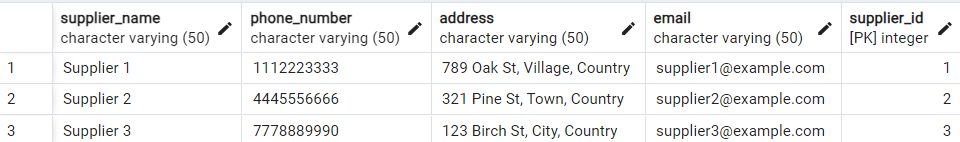 supplier_name phone_number address email supplier_id
character varying (50) character varying (50) character varying (50) character varying (50) [PK] integer
1 Supplier 1 1112223333 789 Oak St, Village, Country supplier1@example.com 1
2 Supplier 2 4445556666 321 Pine St, Town, Country supplier2@example.com 2
3 Supplier 3 7778889990 123 Birch St, City, Country supplier3@example.com 3